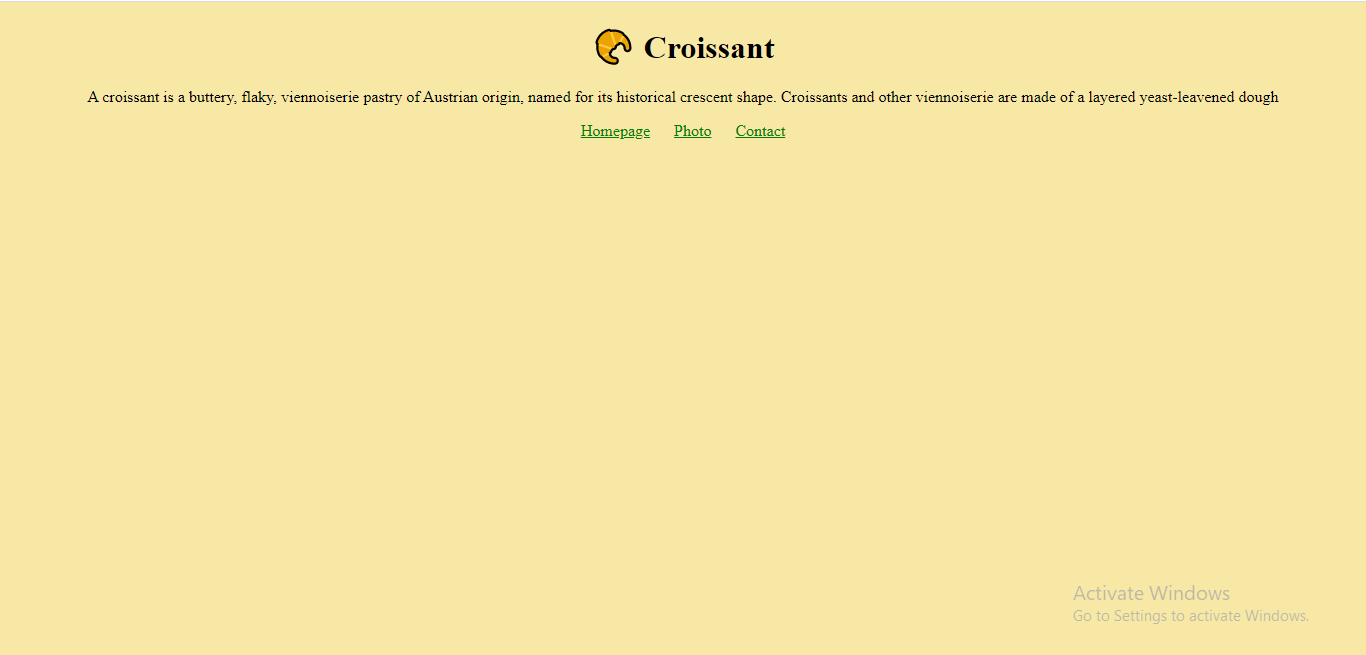 Croissant
A croissant is a buttery, flaky, viennoiserie pastry of Austrian origin, named for its historical crescent shape. Croissants and other viennoiserie are made of a layered yeast-leavened dough
Homepage Photo Contact
Activate Windows
Go to Settings to activate Windows.